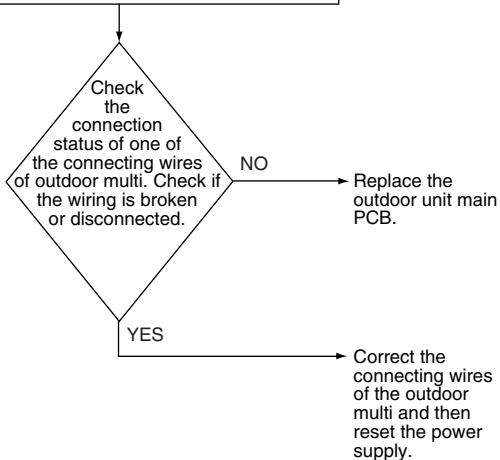 Check
the
connection
status of one of
the connecting wires
of outdoor multi. Check if
the wiring is broken
or disconnected.
NO
Replace the
outdoor unit main
PCB.
YES
Correct the
connecting wires
of the outdoor
multi and then
reset the power
supply.